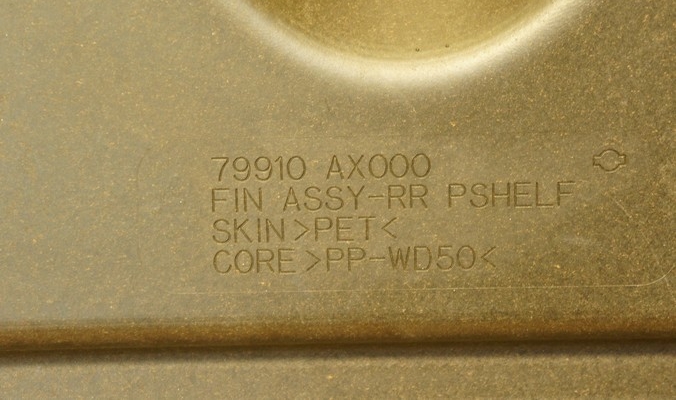 79910 AX000
FIN ASSY-RR PSHELF
SKIN>PET<
CORE>PP-WD50<